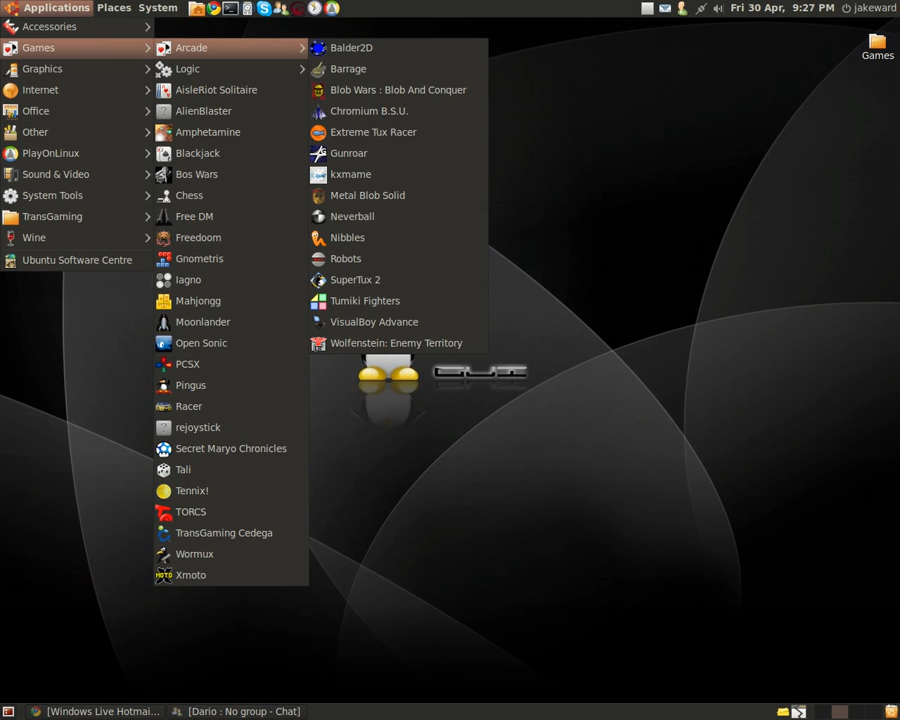 Applications Places System
Fri 30 Apr, 9:27 PM jakeward
Accessories
Games
Graphics
Internet
Office
Other
PlayOnLinux
Sound & Video
System Tools
TransGaming
Wine
Ubuntu Software Centre
Arcade
Logic
AisleRiot Solitaire
AlienBlaster
Amphetamine
Blackjack
Bos Wars
Chess
Free DM
Freedoom
Gnometris
Iagno
Mahjongg
Moonlander
Open Sonic
PCSX
Pingus
Racer
rejoystick
Secret Maryo Chronicles
Tali
Tennix!
TORCS
TransGaming Cedega
Wormux
Xmoto
Balder2D
Barrage
Blob Wars : Blob And Conquer
Chromium B.S.U.
Extreme Tux Racer
Gunroar
kxmame
Metal Blob Solid
Neverball
Nibbles
Robots
SuperTux 2
Tumiki Fighters
VisualBoy Advance
Wolfenstein: Enemy Territory
Games
[Windows Live Hotmai...
[Dario : No group - Chat]